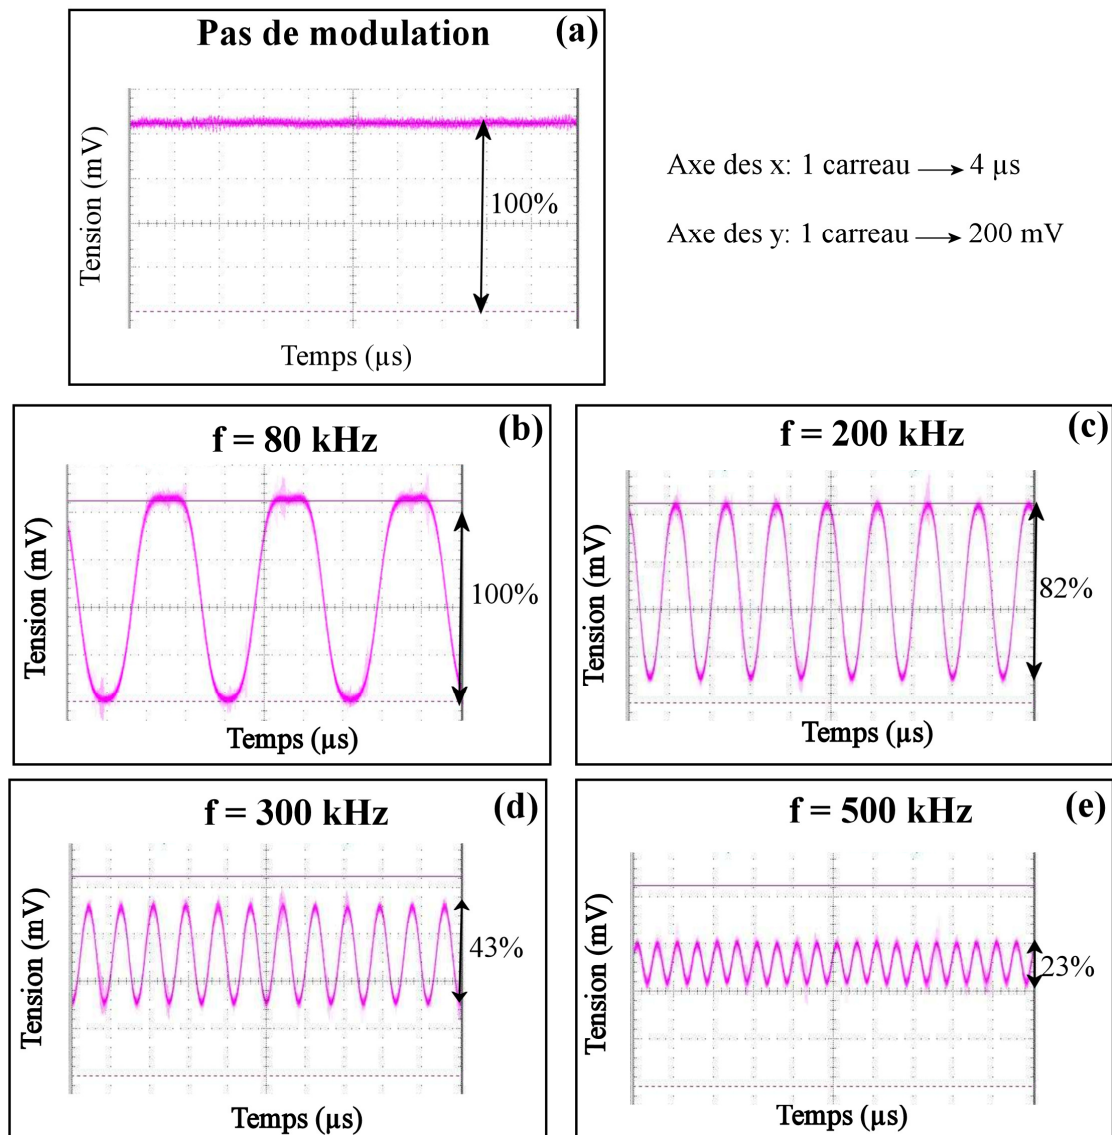 Pas de modulation
(a)
Tension (mV)
100%
Temps (µs)
Axe des x: 1 carreau → 4 µs
Axe des y: 1 carreau → 200 mV
f = 80 kHz
(b)
Tension (mV)
100%
Temps (µs)
f = 200 kHz
(c)
Tension (mV)
82%
Temps (µs)
f = 300 kHz
(d)
Tension (mV)
43%
Temps (µs)
f = 500 kHz
(e)
Tension (mV)
23%
Temps (µs)